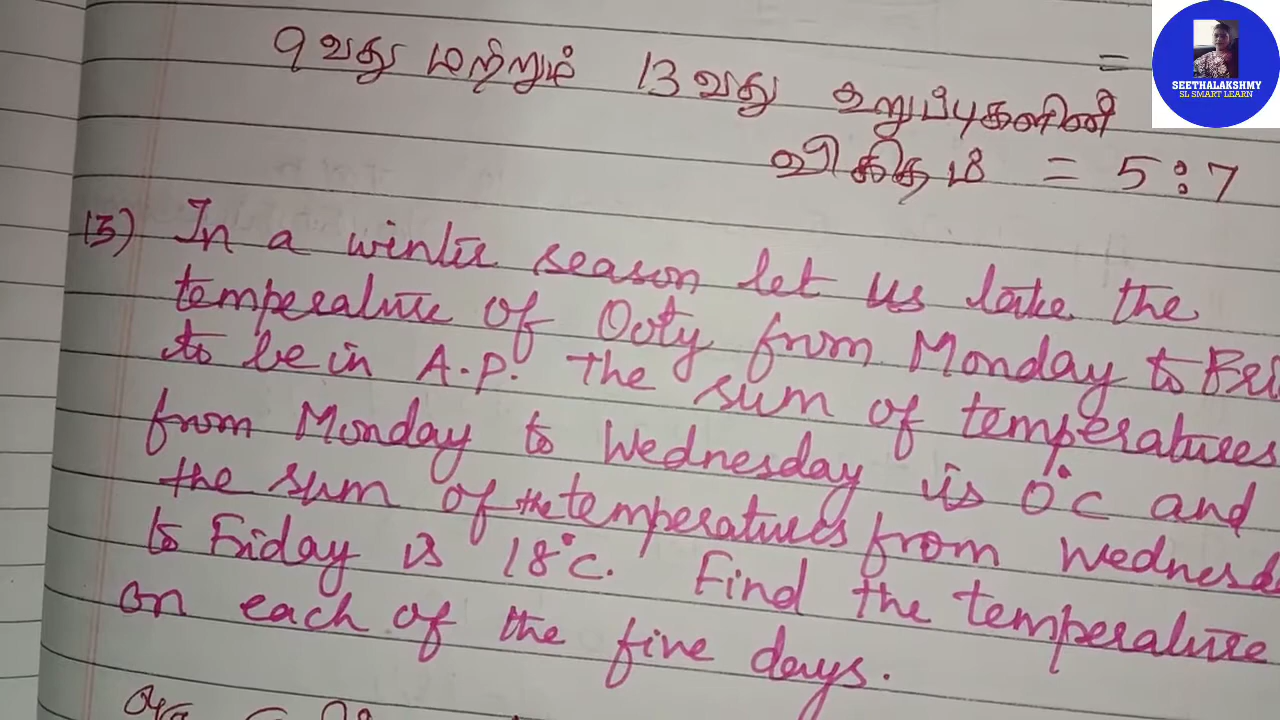 9வது மற்றும் 13வது உறுப்புகளின்
=
விகிதம் = 5:7
SEETHALAKSHMY
SL SMART LEARN
13) In a winter season let us take the
temperature of Ooty from Monday to Fri
to be in A.P. The sum of temperatures
from Monday to Wednesday is 0°C and
the sum of the temperatures from Wednesd
to Friday is 18°C. Find the temperature
on each of the five days.